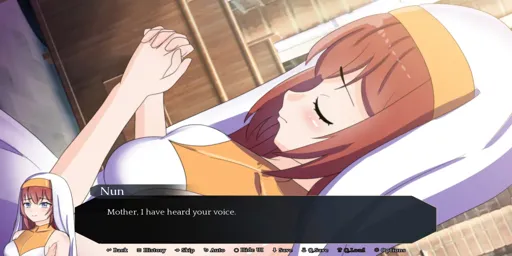 Nun
Mother, I have heard your voice.
Back History Skip Auto Hide UI Save Q.Save Q.Load Options